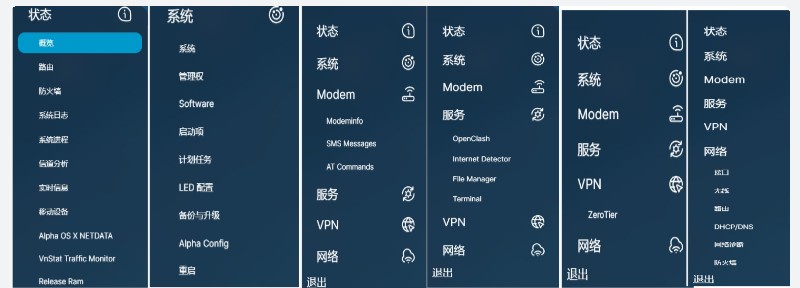 状态
概览
路由
防火墙
系统日志
系统进程
信道分析
实时信息
移动设备
Alpha OS X NETDATA
VnStat Traffic Monitor
Release Ram
系统
系统
管理权
Software
启动项
计划任务
LED 配置
备份与升级
Alpha Config
重启
状态
系统
Modem
Modeminfo
SMS Messages
AT Commands
服务
VPN
网络
退出
状态
系统
Modem
服务
OpenClash
Internet Detector
File Manager
Terminal
VPN
网络
退出
状态
系统
Modem
服务
VPN
ZeroTier
网络
退出
状态
系统
Modem
服务
VPN
网络
接口
无线
路由
DHCP/DNS
网络诊断
防火墙
退出